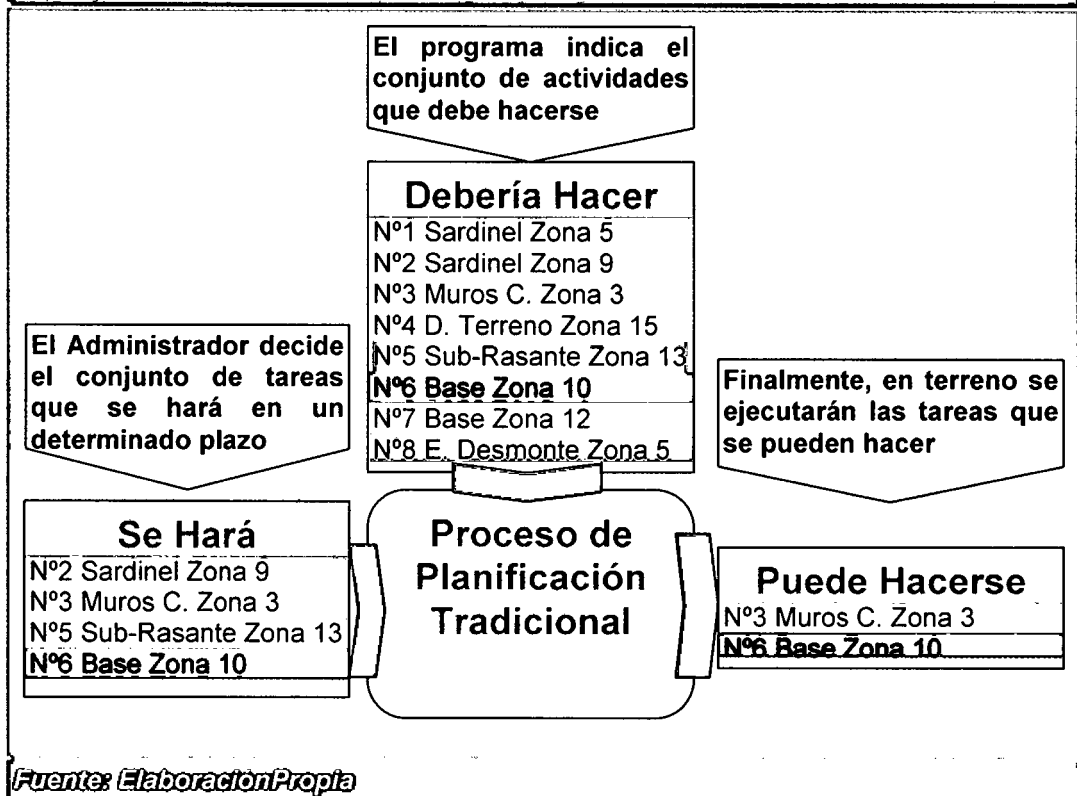 El programa indica el
conjunto de actividades
que debe hacerse
Debería Hacer
Nº1 Sardinel Zona 5
Nº2 Sardinel Zona 9
Nº3 Muros C. Zona 3
Nº4 D. Terreno Zona 15
Nº5 Sub-Rasante Zona 13
Nº6 Base Zona 10
Nº7 Base Zona 12
Nº8 E. Desmonte Zona 5
El Administrador decide
el conjunto de tareas
que se hará en un
determinado plazo
Se Hará
Nº2 Sardinel Zona 9
Nº3 Muros C. Zona 3
Nº5 Sub-Rasante Zona 13
Nº6 Base Zona 10
Proceso de
Planificación
Tradicional
Finalmente, en terreno se
ejecutarán las tareas que
se pueden hacer
Puede Hacerse
Nº3 Muros C. Zona 3
Nº6 Base Zona 10
Fuente: Elaboración Propia